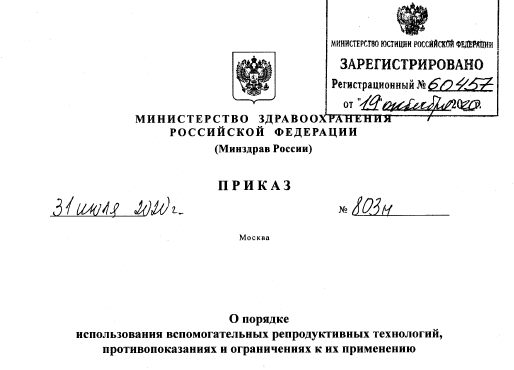 МИНИСТЕРСТВО ЮСТИЦИИ РОССИЙСКОЙ ФЕДЕРАЦИИ
ЗАРЕГИСТРИРОВАНО
Регистрационный № 60457
от "19" октября 2020.
МИНИСТЕРСТВО ЗДРАВООХРАНЕНИЯ
РОССИЙСКОЙ ФЕДЕРАЦИИ
(Минздрав России)
ПРИКАЗ
31 июля 2020 г.
№ 803н
Москва
О порядке
использования вспомогательных репродуктивных технологий,
противопоказаниях и ограничениях к их применению